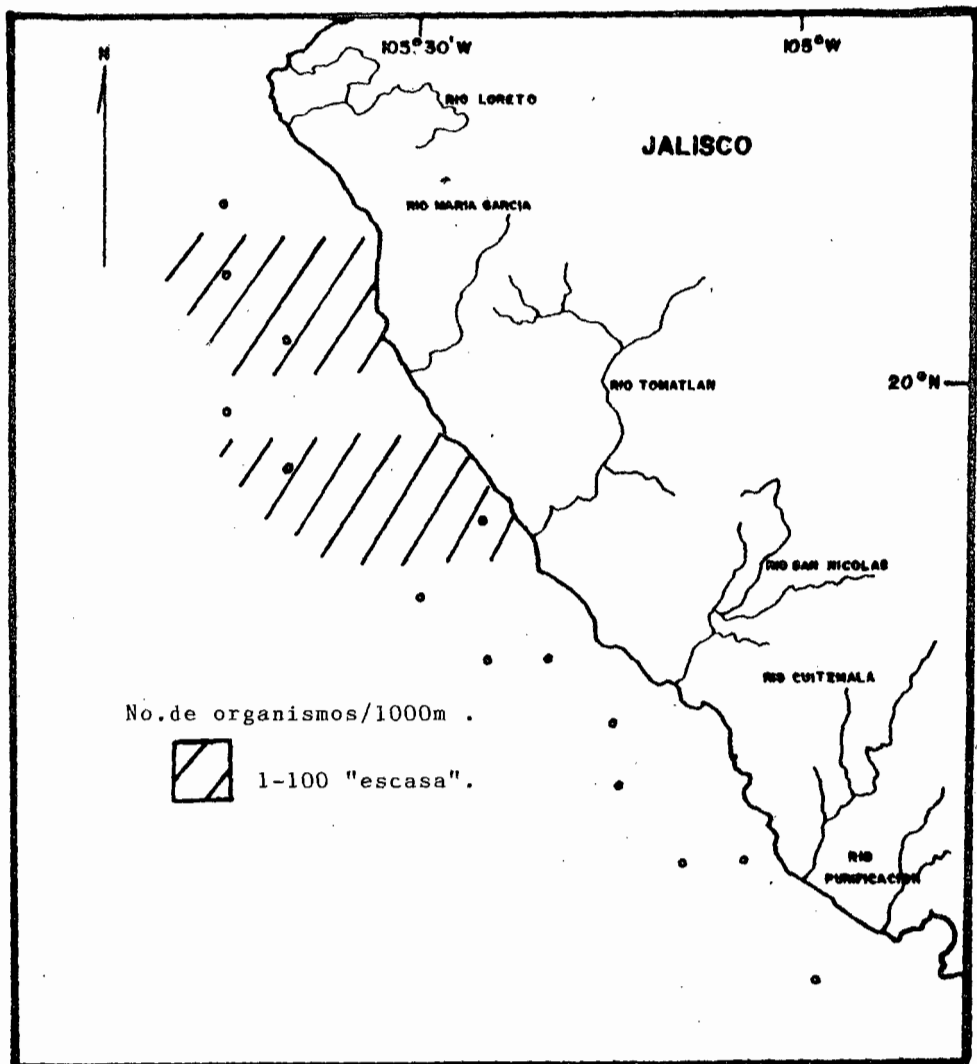 N
105°30'W
105°W
RIO LORETO
JALISCO
RIO MARIA GARCIA
20°N
RIO TOMATLAN
RIO SAN NICOLAS
RIO CUITZMALA
No.de organismos/1000m .
1-100 "escasa".
RIO
PURIFICACION